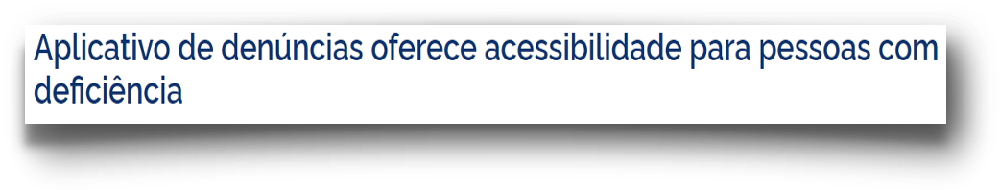 Aplicativo de denúncias oferece acessibilidade para pessoas com
deficiência